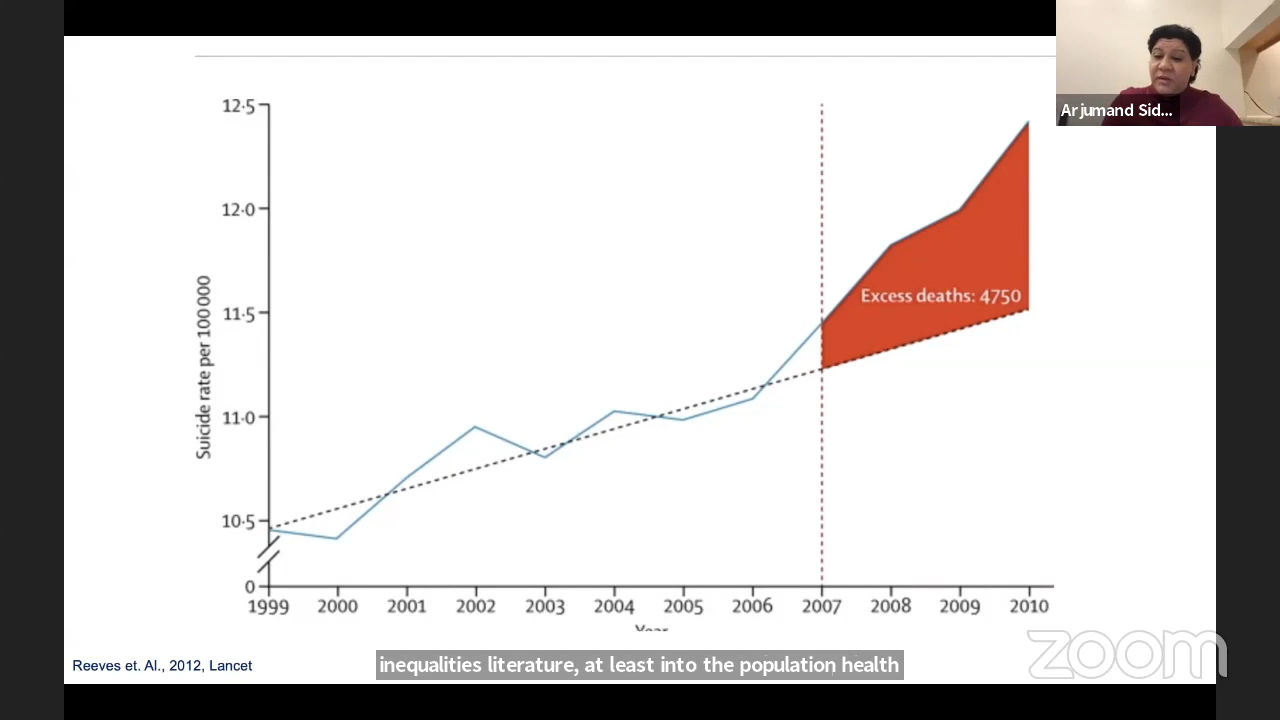 Arjumand Sid...
12·5
12·0
11·5
11·0
10·5
0
Suicide rate per 100 000
Excess deaths: 4750
1999 2000 2001 2002 2003 2004 2005 2006 2007 2008 2009 2010
Year
Reeves et. Al., 2012, Lancet
inequalities literature, at least into the population health
zoom